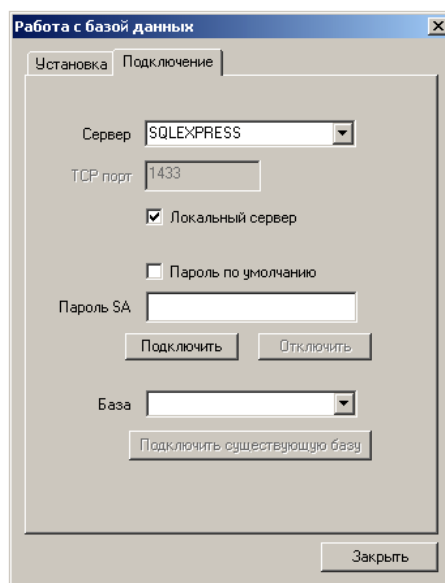 Работа с базой данных
Установка Подключение
Сервер SQLEXPRESS
TCP порт 1433
Локальный сервер
Пароль по умолчанию
Пароль SA
Подключить Отключить
База
Подключить существующую базу
Закрыть